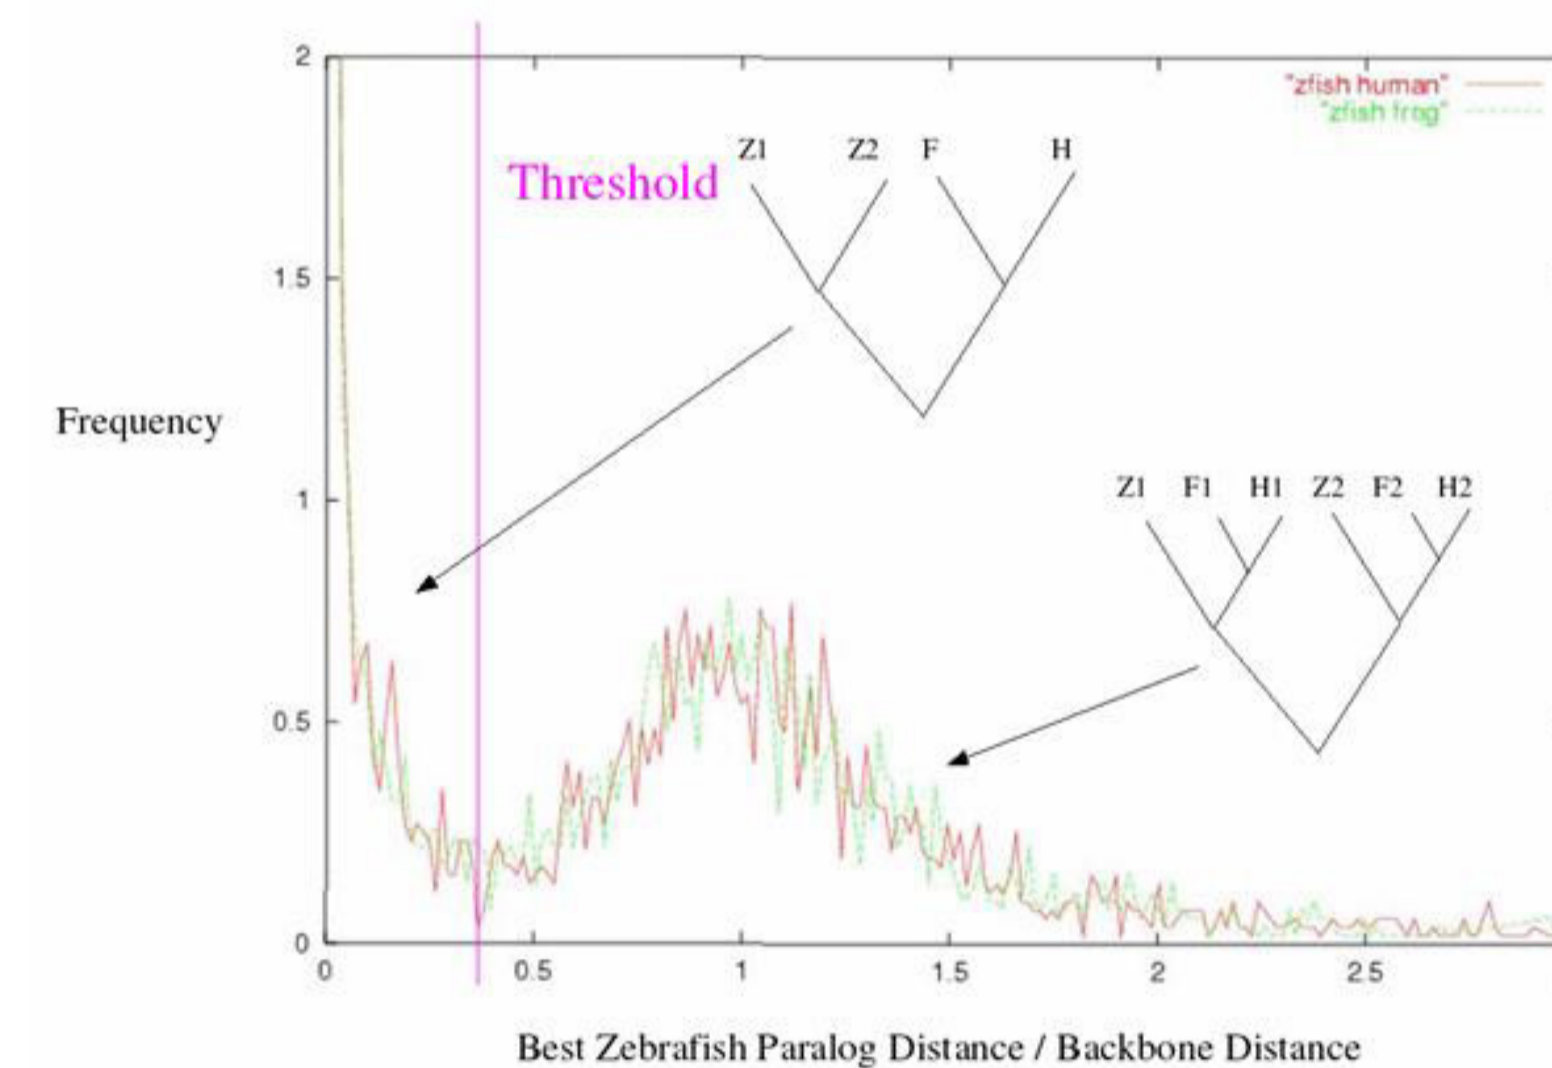 2
"zfish human"
"zfish frog"
Z1 Z2 F H
Threshold
1.5
Frequency
1
Z1 F1 H1 Z2 F2 H2
0.5
0
0 0.5 1 1.5 2 2.5
Best Zebrafish Paralog Distance / Backbone Distance